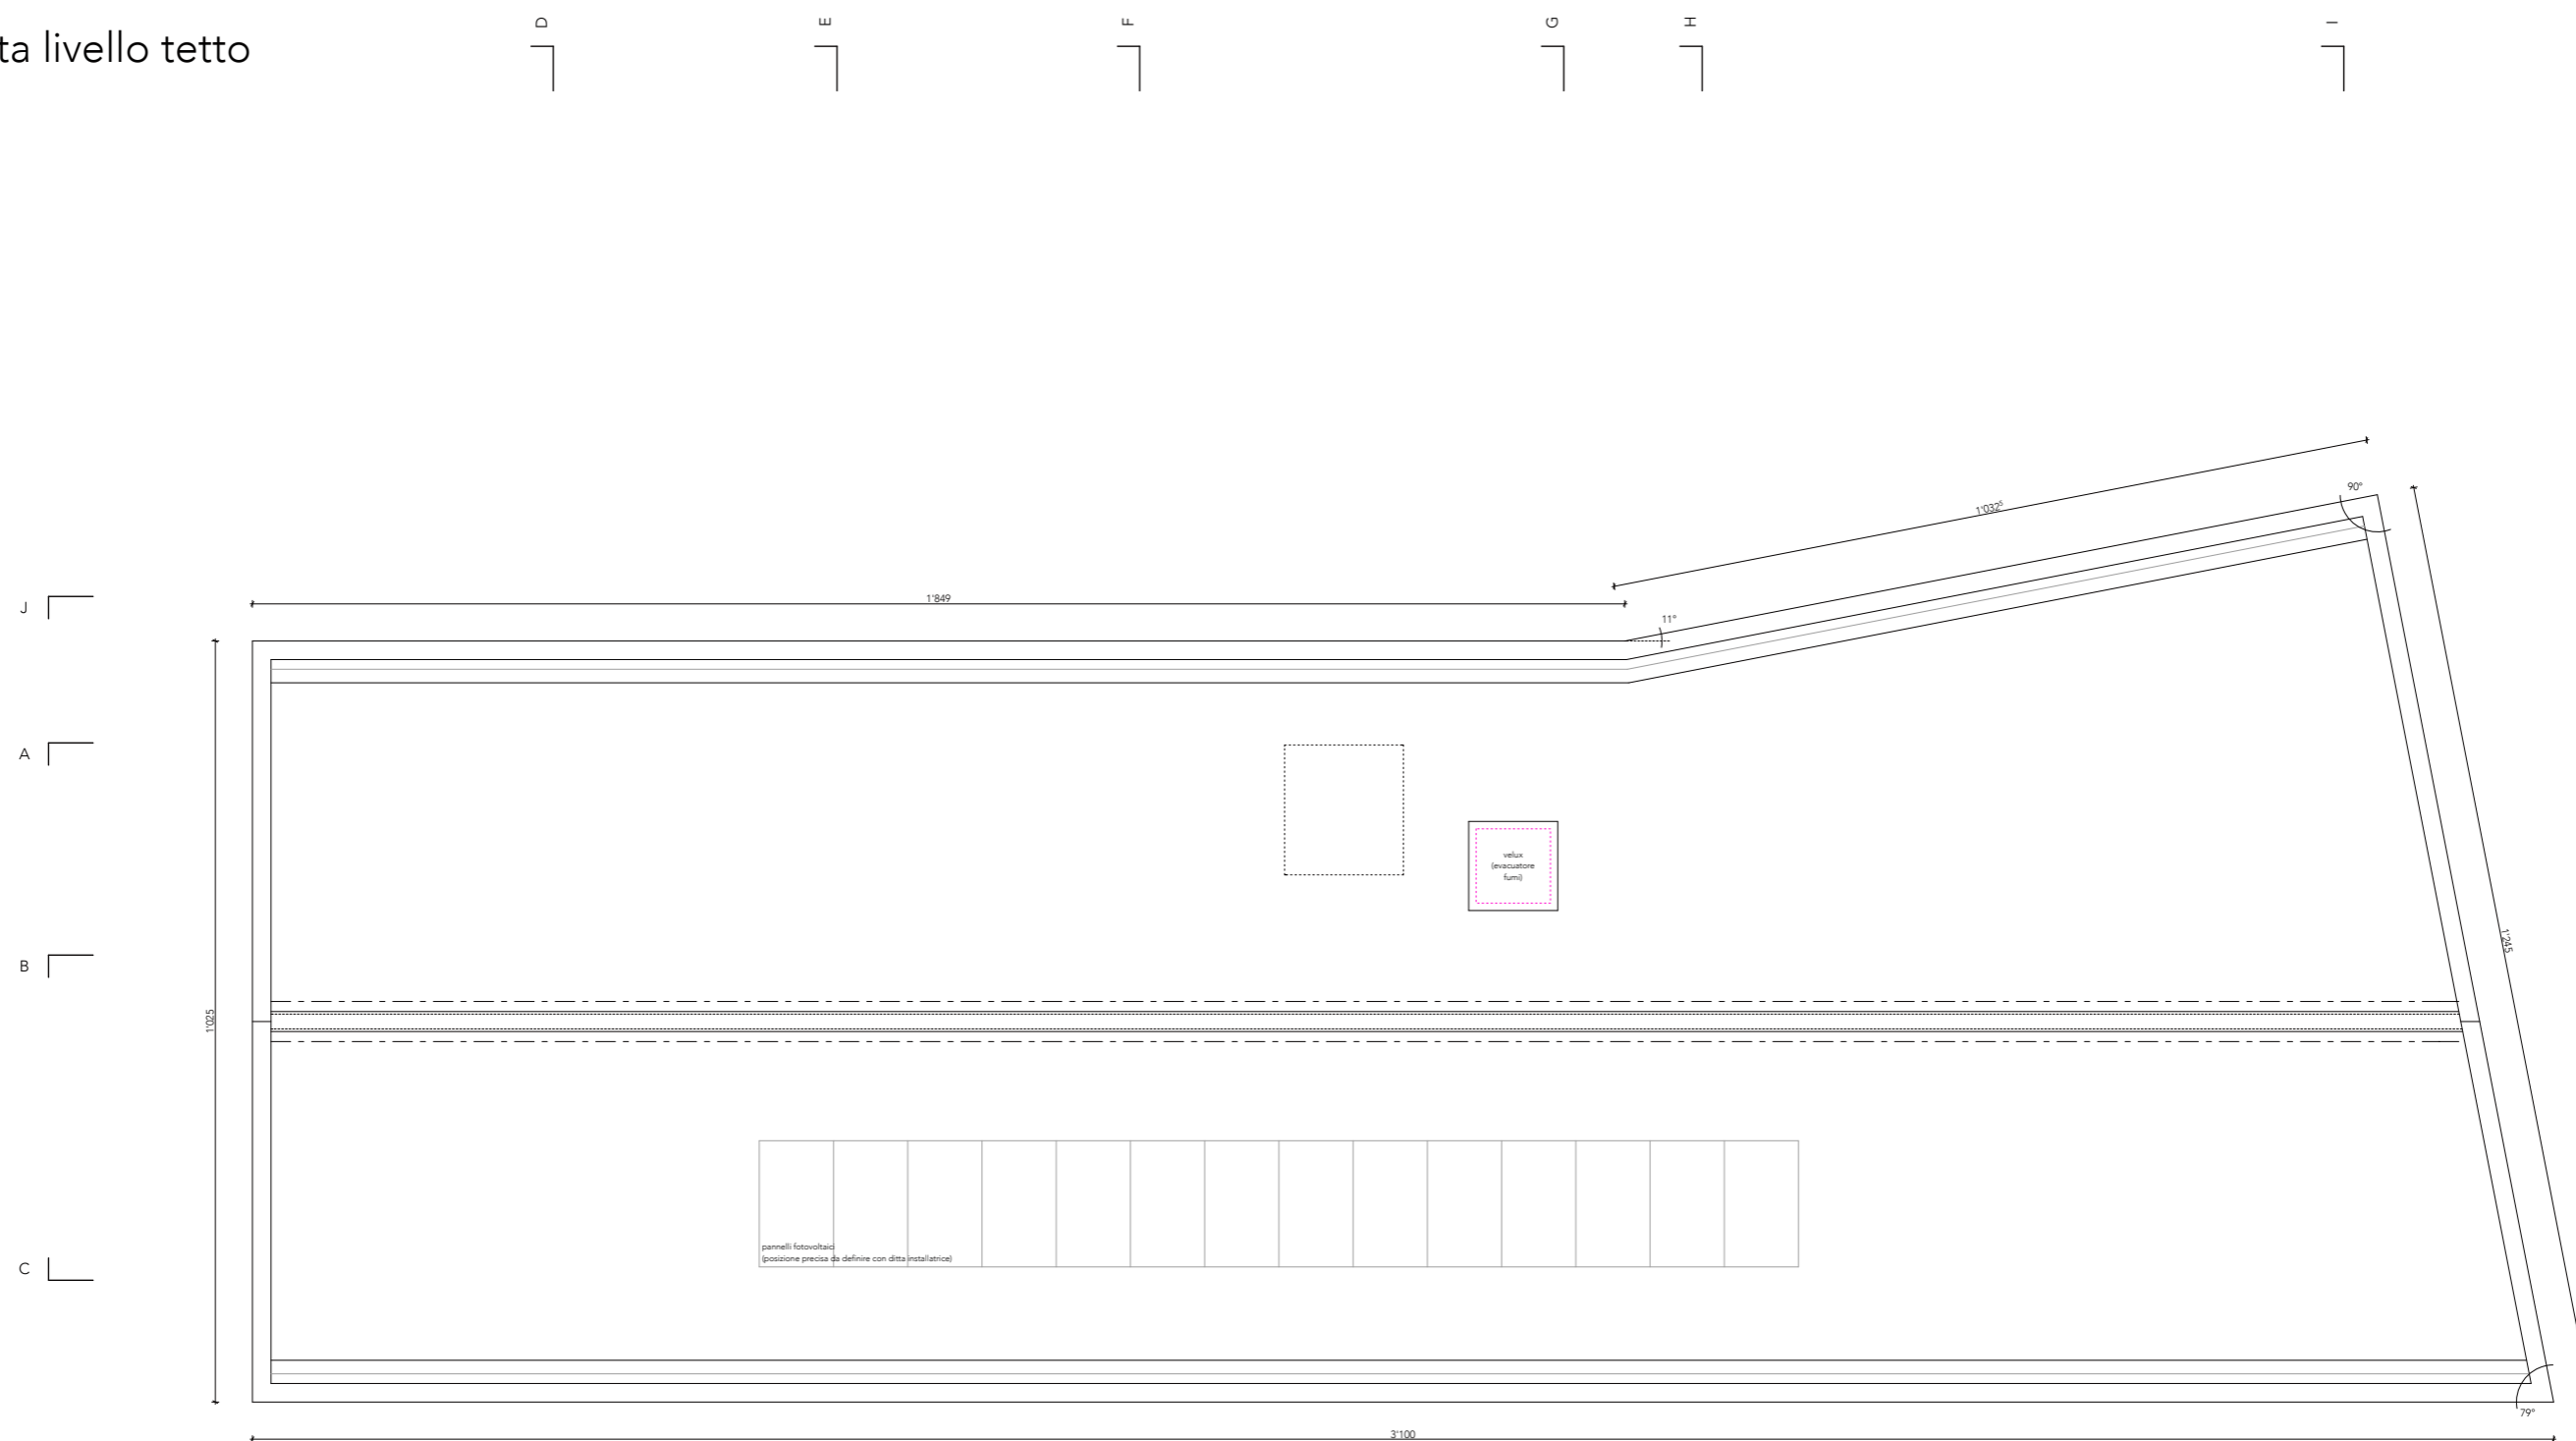 ta livello tetto
D
E
F
G
H
I
1'032⁵
90°
J
1'849
11°
A
velux
(evacuatore
fumi)
B
1'245
1'025
C
pannelli fotovoltaici
(posizione precisa da definire con ditta installatrice)
79°
3'100